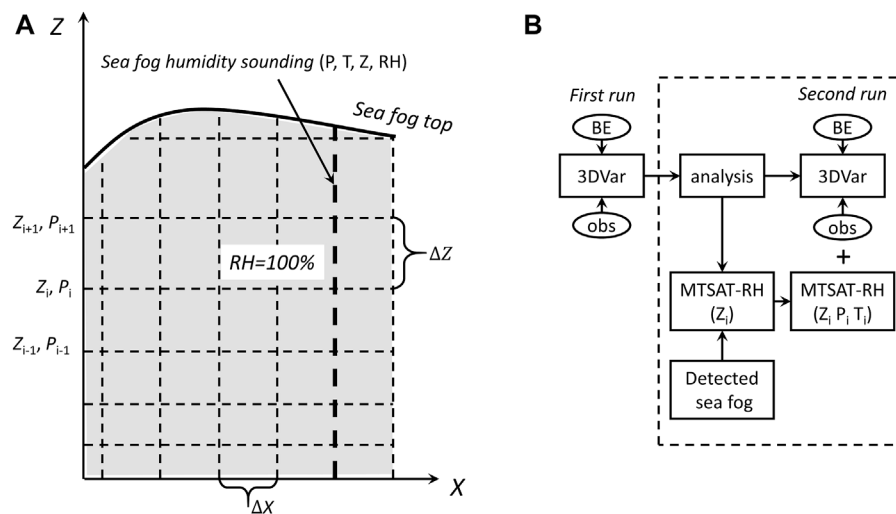 A
Z
Sea fog humidity sounding (P, T, Z, RH)
Sea fog top
Zi+1, Pi+1
Zi, Pi
Zi-1, Pi-1
RH=100%
ΔZ
ΔX
X
B
First run
Second run
BE
BE
3DVar
analysis
3DVar
obs
obs
+
MTSAT-RH
(Zi)
MTSAT-RH
(Zi Pi Ti)
Detected
sea fog